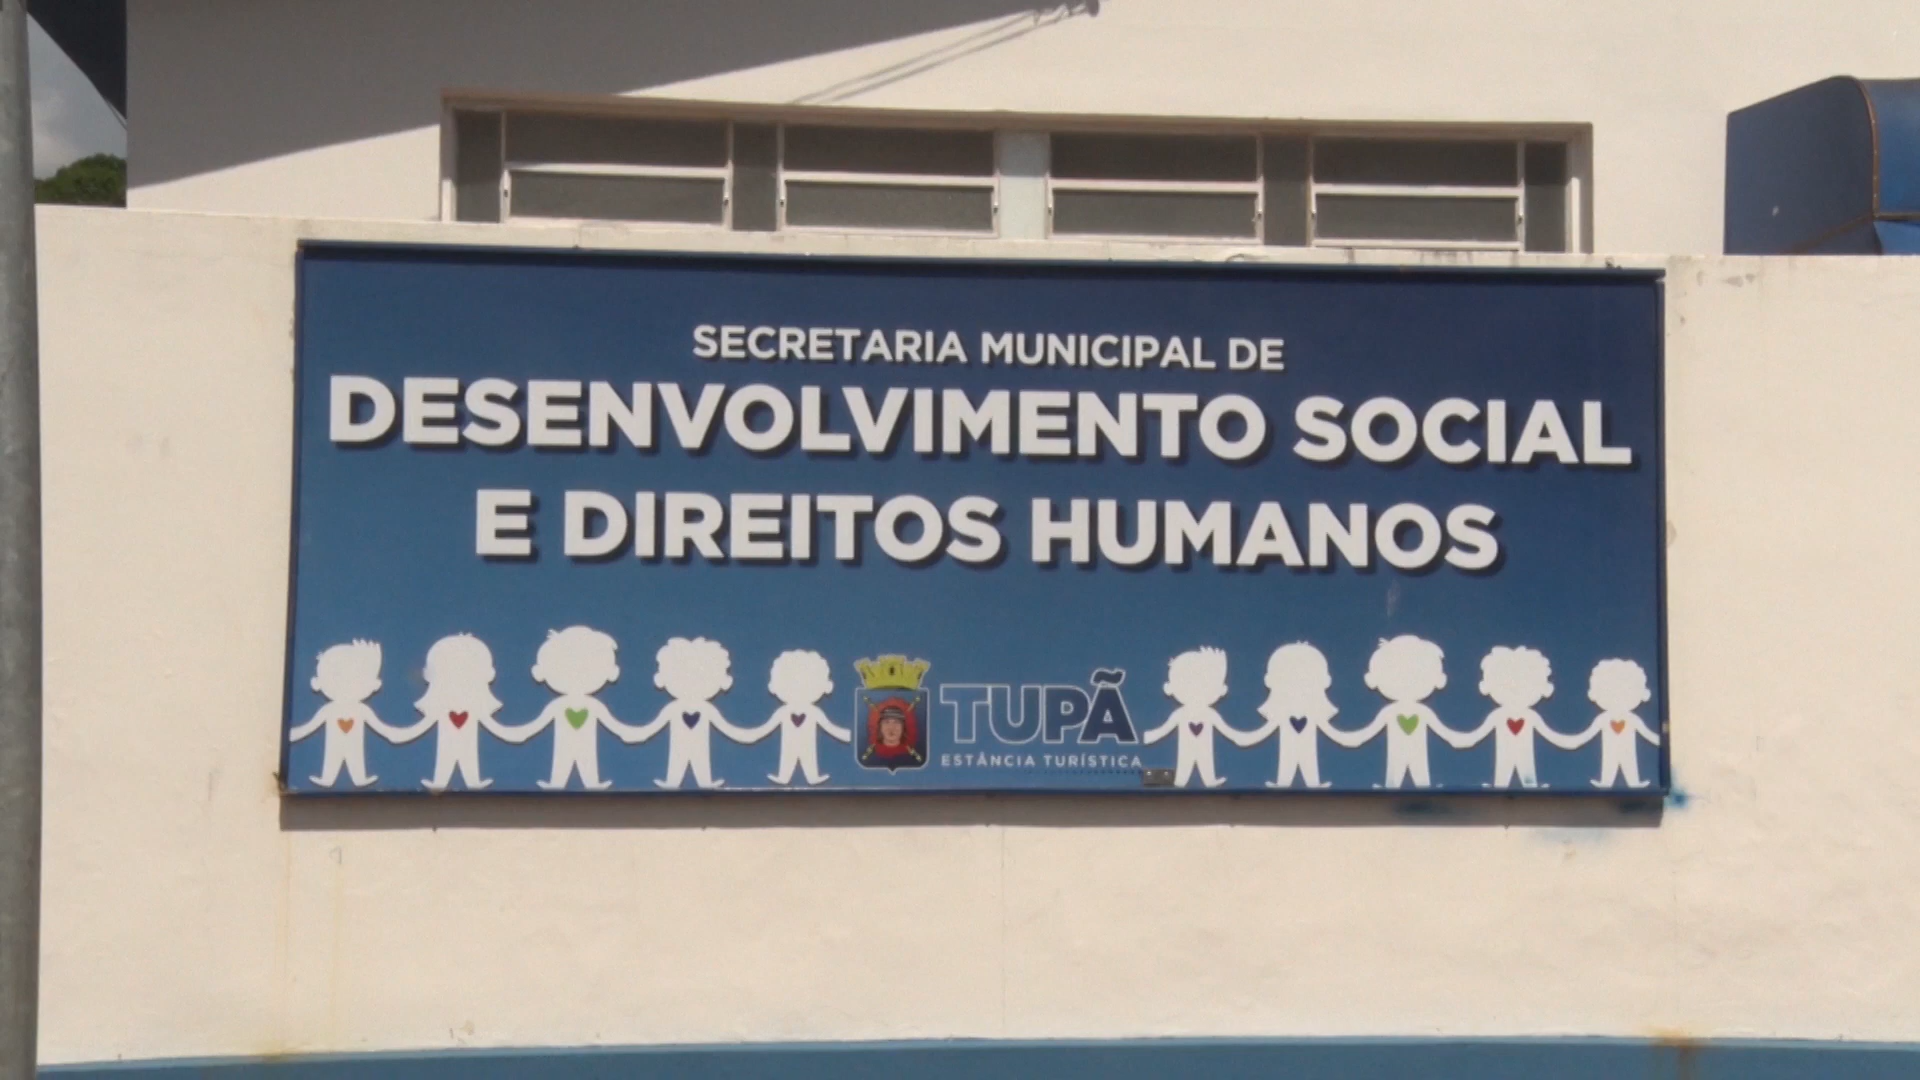 SECRETARIA MUNICIPAL DE
DESENVOLVIMENTO SOCIAL
E DIREITOS HUMANOS
TUPÃ
ESTÂNCIA TURÍSTICA